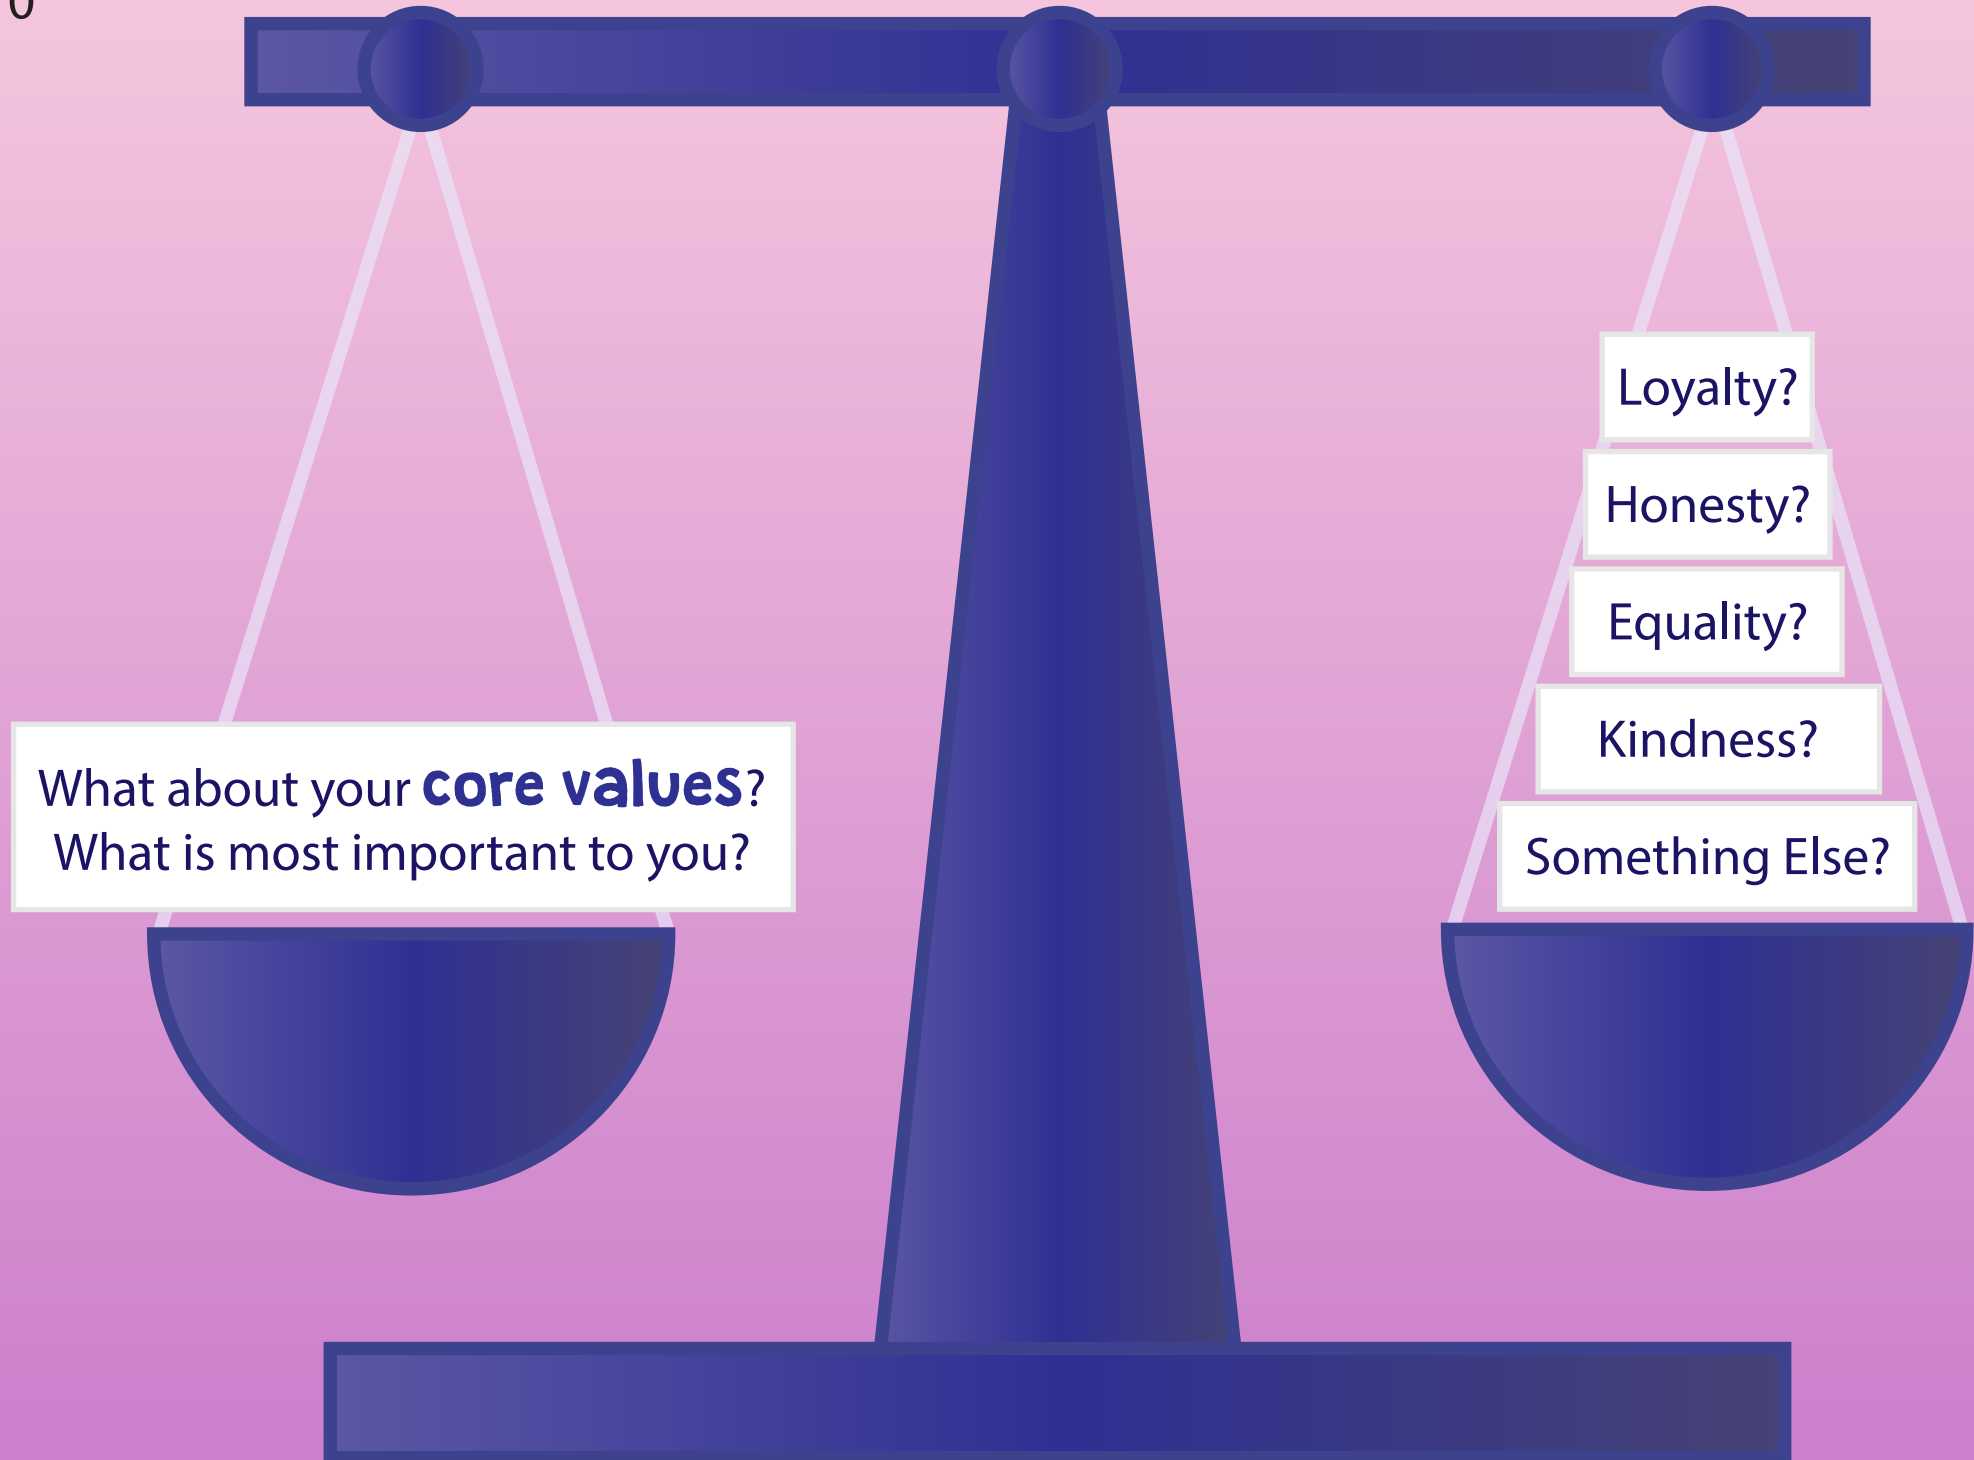 What about your core values?
What is most important to you?
Loyalty?
Honesty?
Equality?
Kindness?
Something Else?